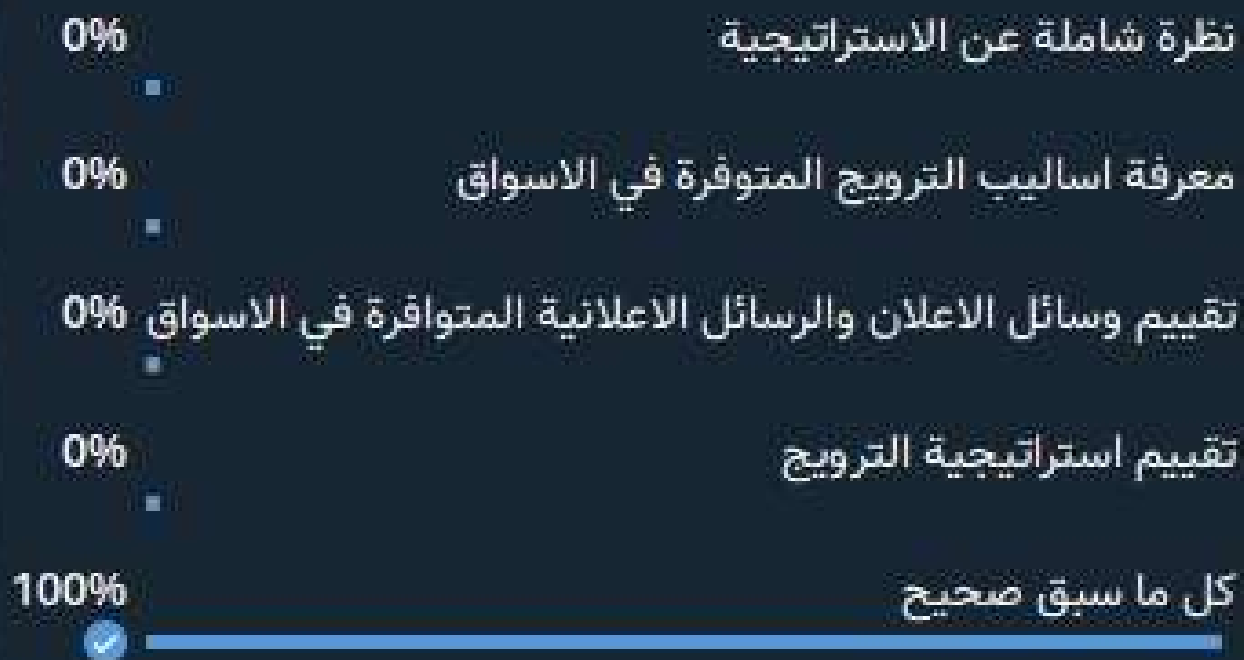 نظرة شاملة عن الاستراتيجية 0%
معرفة اساليب الترويج المتوفرة في الاسواق 0%
تقييم وسائل الاعلان والرسائل الاعلانية المتوافرة في الاسواق 0%
تقييم استراتيجية الترويج 0%
كل ما سبق صحيح 100%